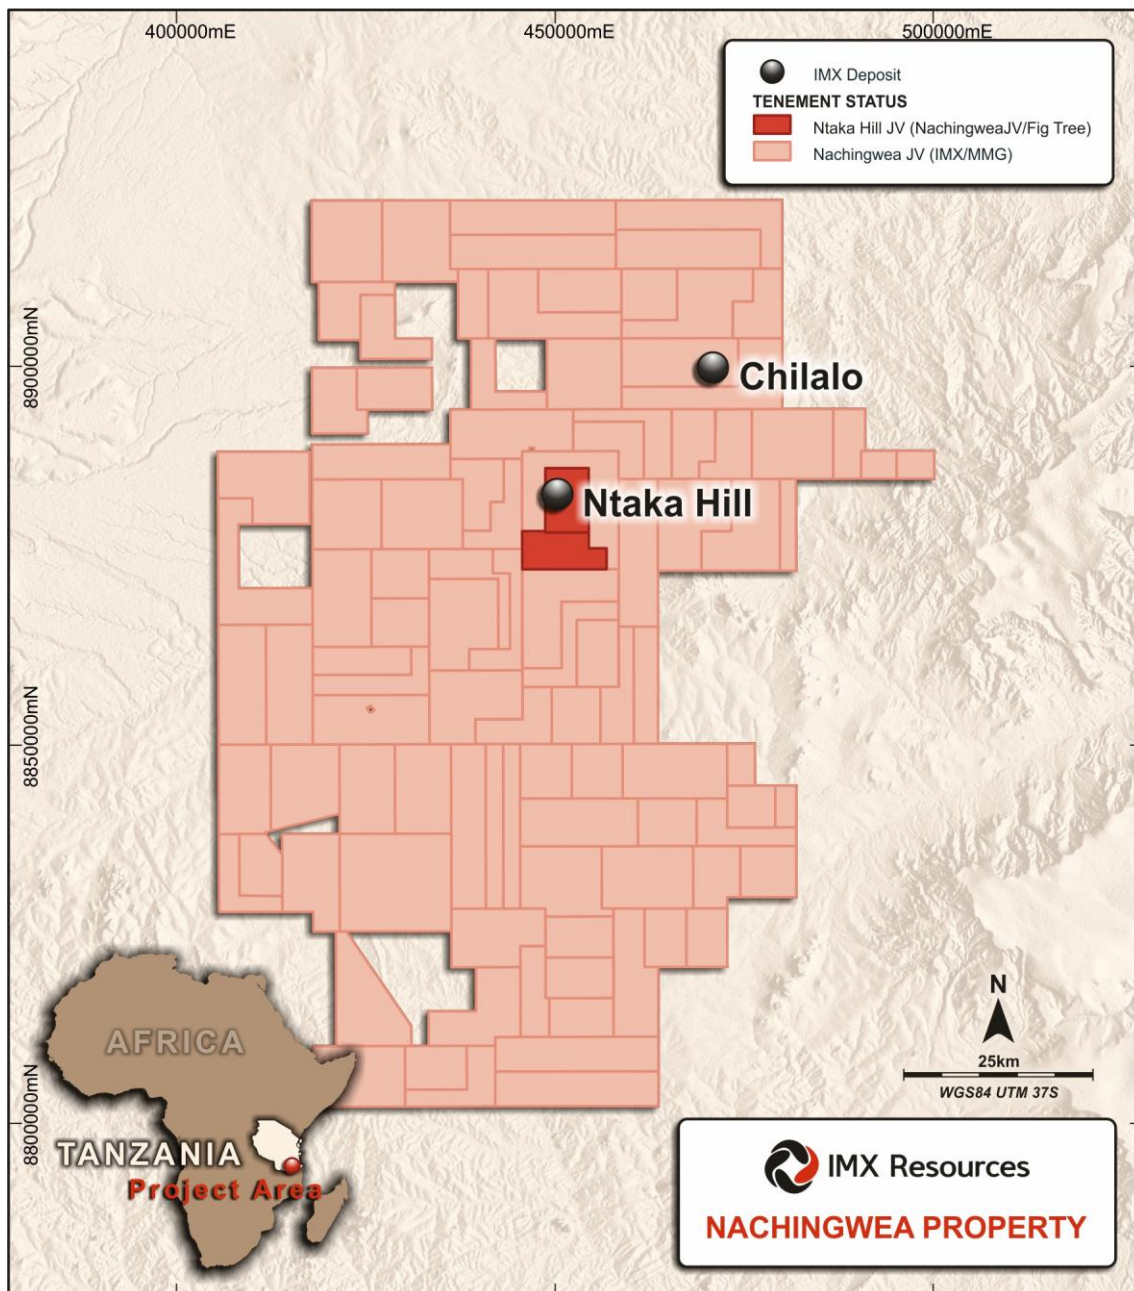 400000mE
450000mE
500000mE
IMX Deposit
TENEMENT STATUS
Ntaka Hill JV (NachingweaJV/Fig Tree)
Nachingwea JV (IMX/MMG)
8900000mN
Chilalo
Ntaka Hill
8850000mN
N
25km
WGS84 UTM 37S
AFRICA
8800000mN
TANZANIA
Project Area
IMX Resources
NACHINGWEA PROPERTY